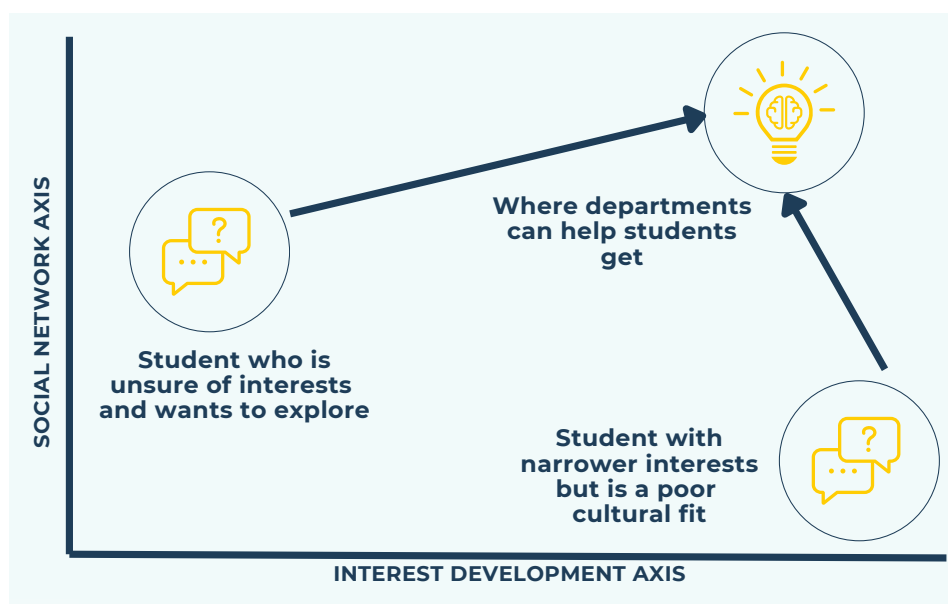 SOCIAL NETWORK AXIS
Where departments
can help students
get
Student who is
unsure of interests
and wants to explore
Student with
narrower interests
but is a poor
cultural fit
INTEREST DEVELOPMENT AXIS
?
?